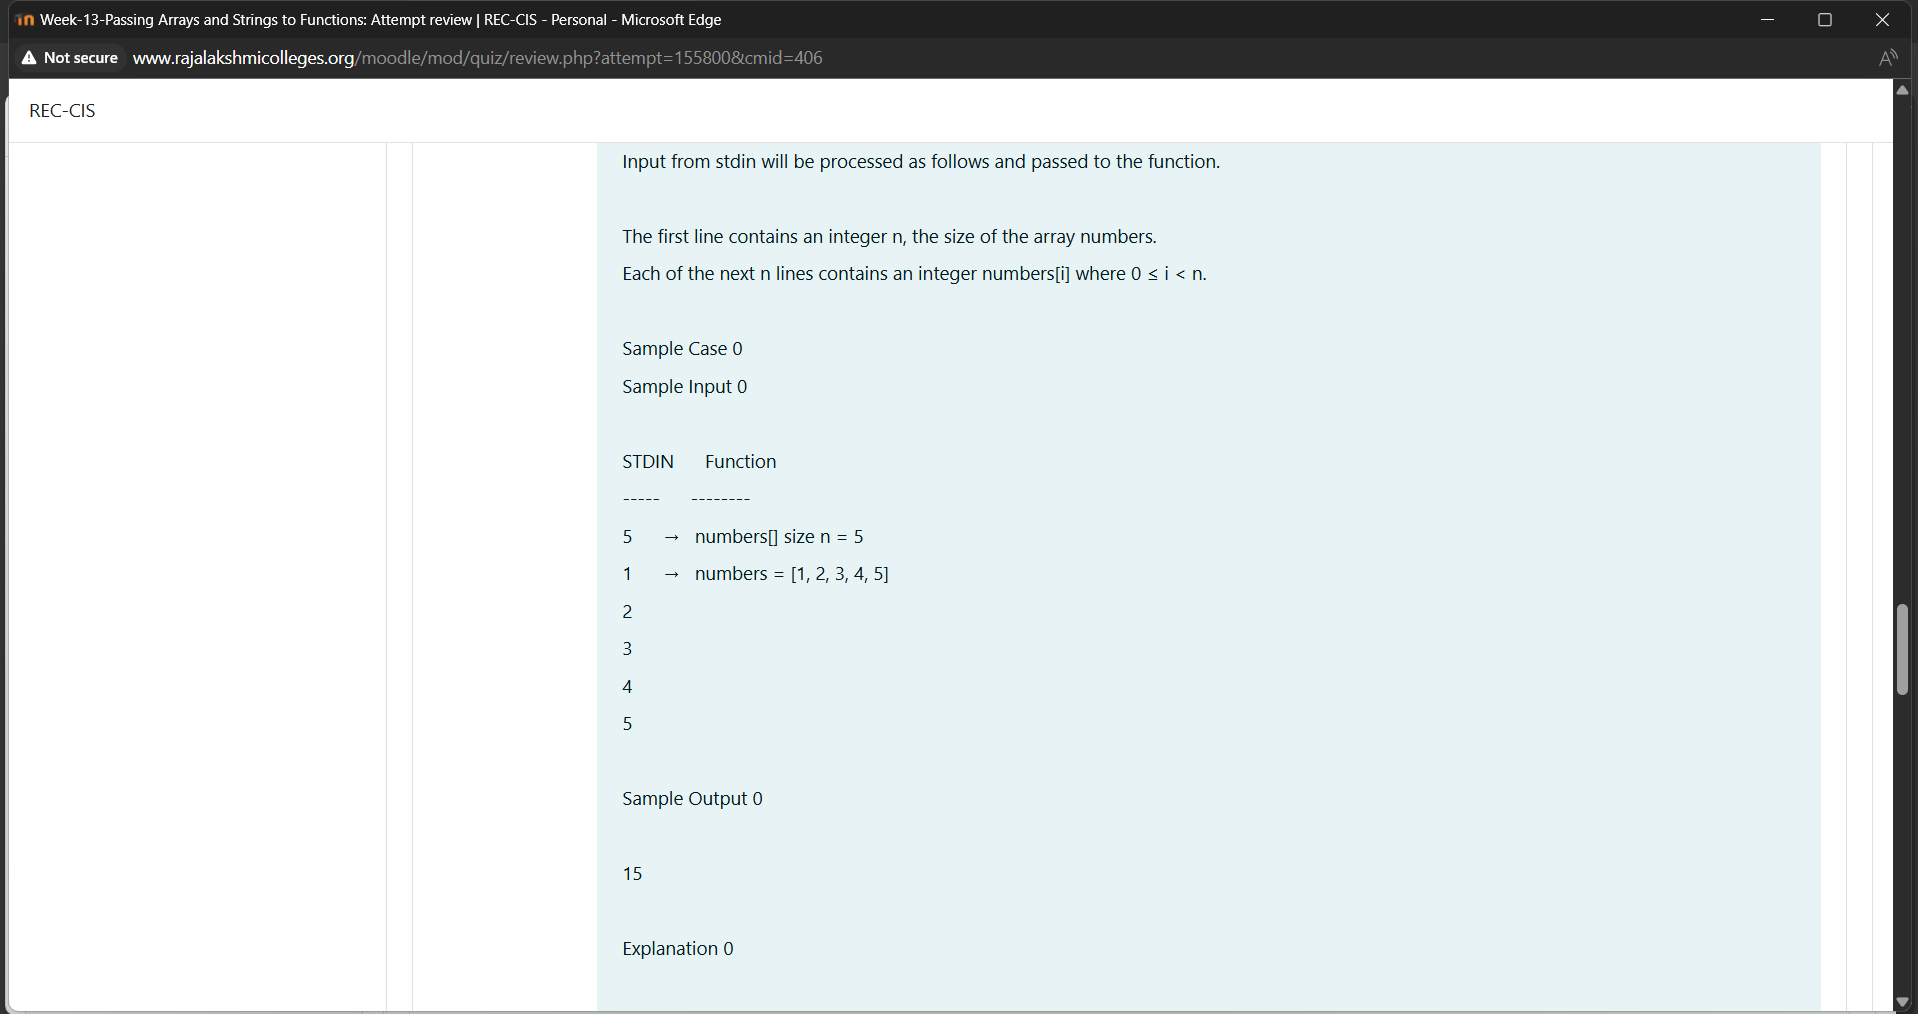 Week-13-Passing Arrays and Strings to Functions: Attempt review | REC-CIS - Personal - Microsoft Edge
Not secure www.rajalakshmicolleges.org/moodle/mod/quiz/review.php?attempt=155800&cmid=406
REC-CIS
Input from stdin will be processed as follows and passed to the function.
The first line contains an integer n, the size of the array numbers.
Each of the next n lines contains an integer numbers[i] where 0 ≤ i < n.
Sample Case 0
Sample Input 0
STDIN Function
----- --------
5 → numbers[] size n = 5
1 → numbers = [1, 2, 3, 4, 5]
2
3
4
5
Sample Output 0
15
Explanation 0